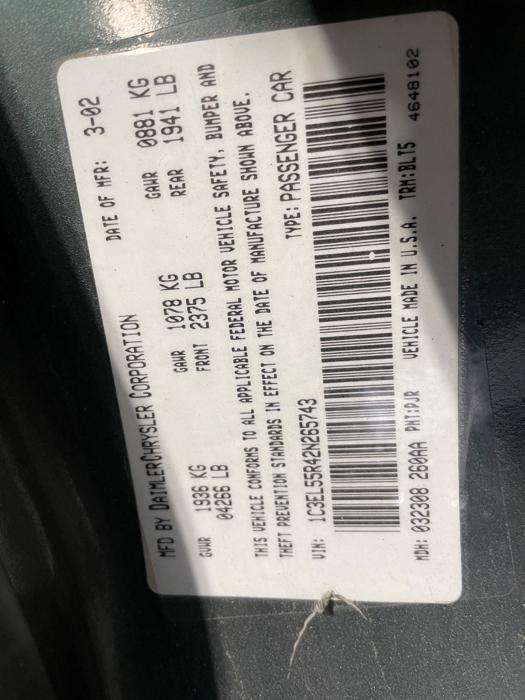 MFD BY DAIMLERCHRYSLER CORPORATION DATE OF MFR: 3-02
GVWR 1936 KG GAWR 1078 KG GAWR 0881 KG
04266 LB FRONT 2375 LB REAR 1941 LB
THIS VEHICLE CONFORMS TO ALL APPLICABLE FEDERAL MOTOR VEHICLE SAFETY, BUMPER AND
THEFT PREVENTION STANDARDS IN EFFECT ON THE DATE OF MANUFACTURE SHOWN ABOVE.
VIN: 1C3EL55R42N265743 TYPE: PASSENGER CAR
MDH: 032308 260AA PNT:PJR VEHICLE MADE IN U.S.A. TRM:BLT5 4648102